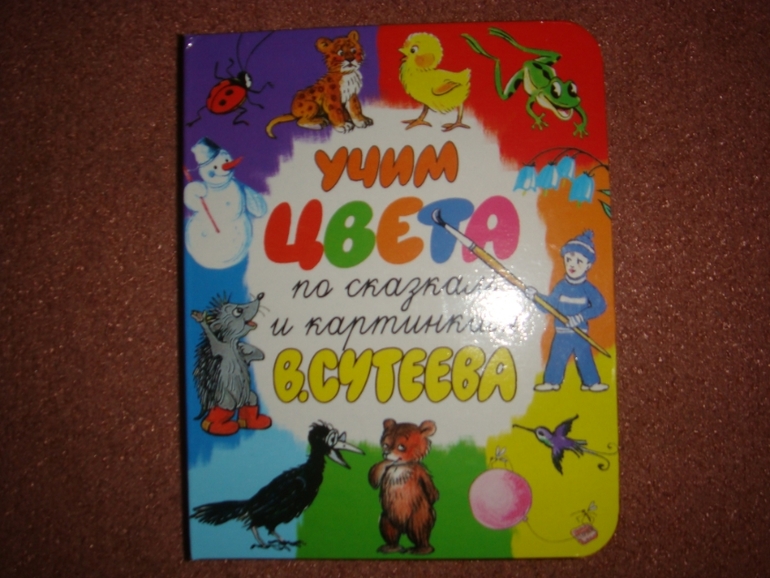 УЧИМ
ЦВЕТА
по сказкам
и картинкам
В.СУТЕЕВА